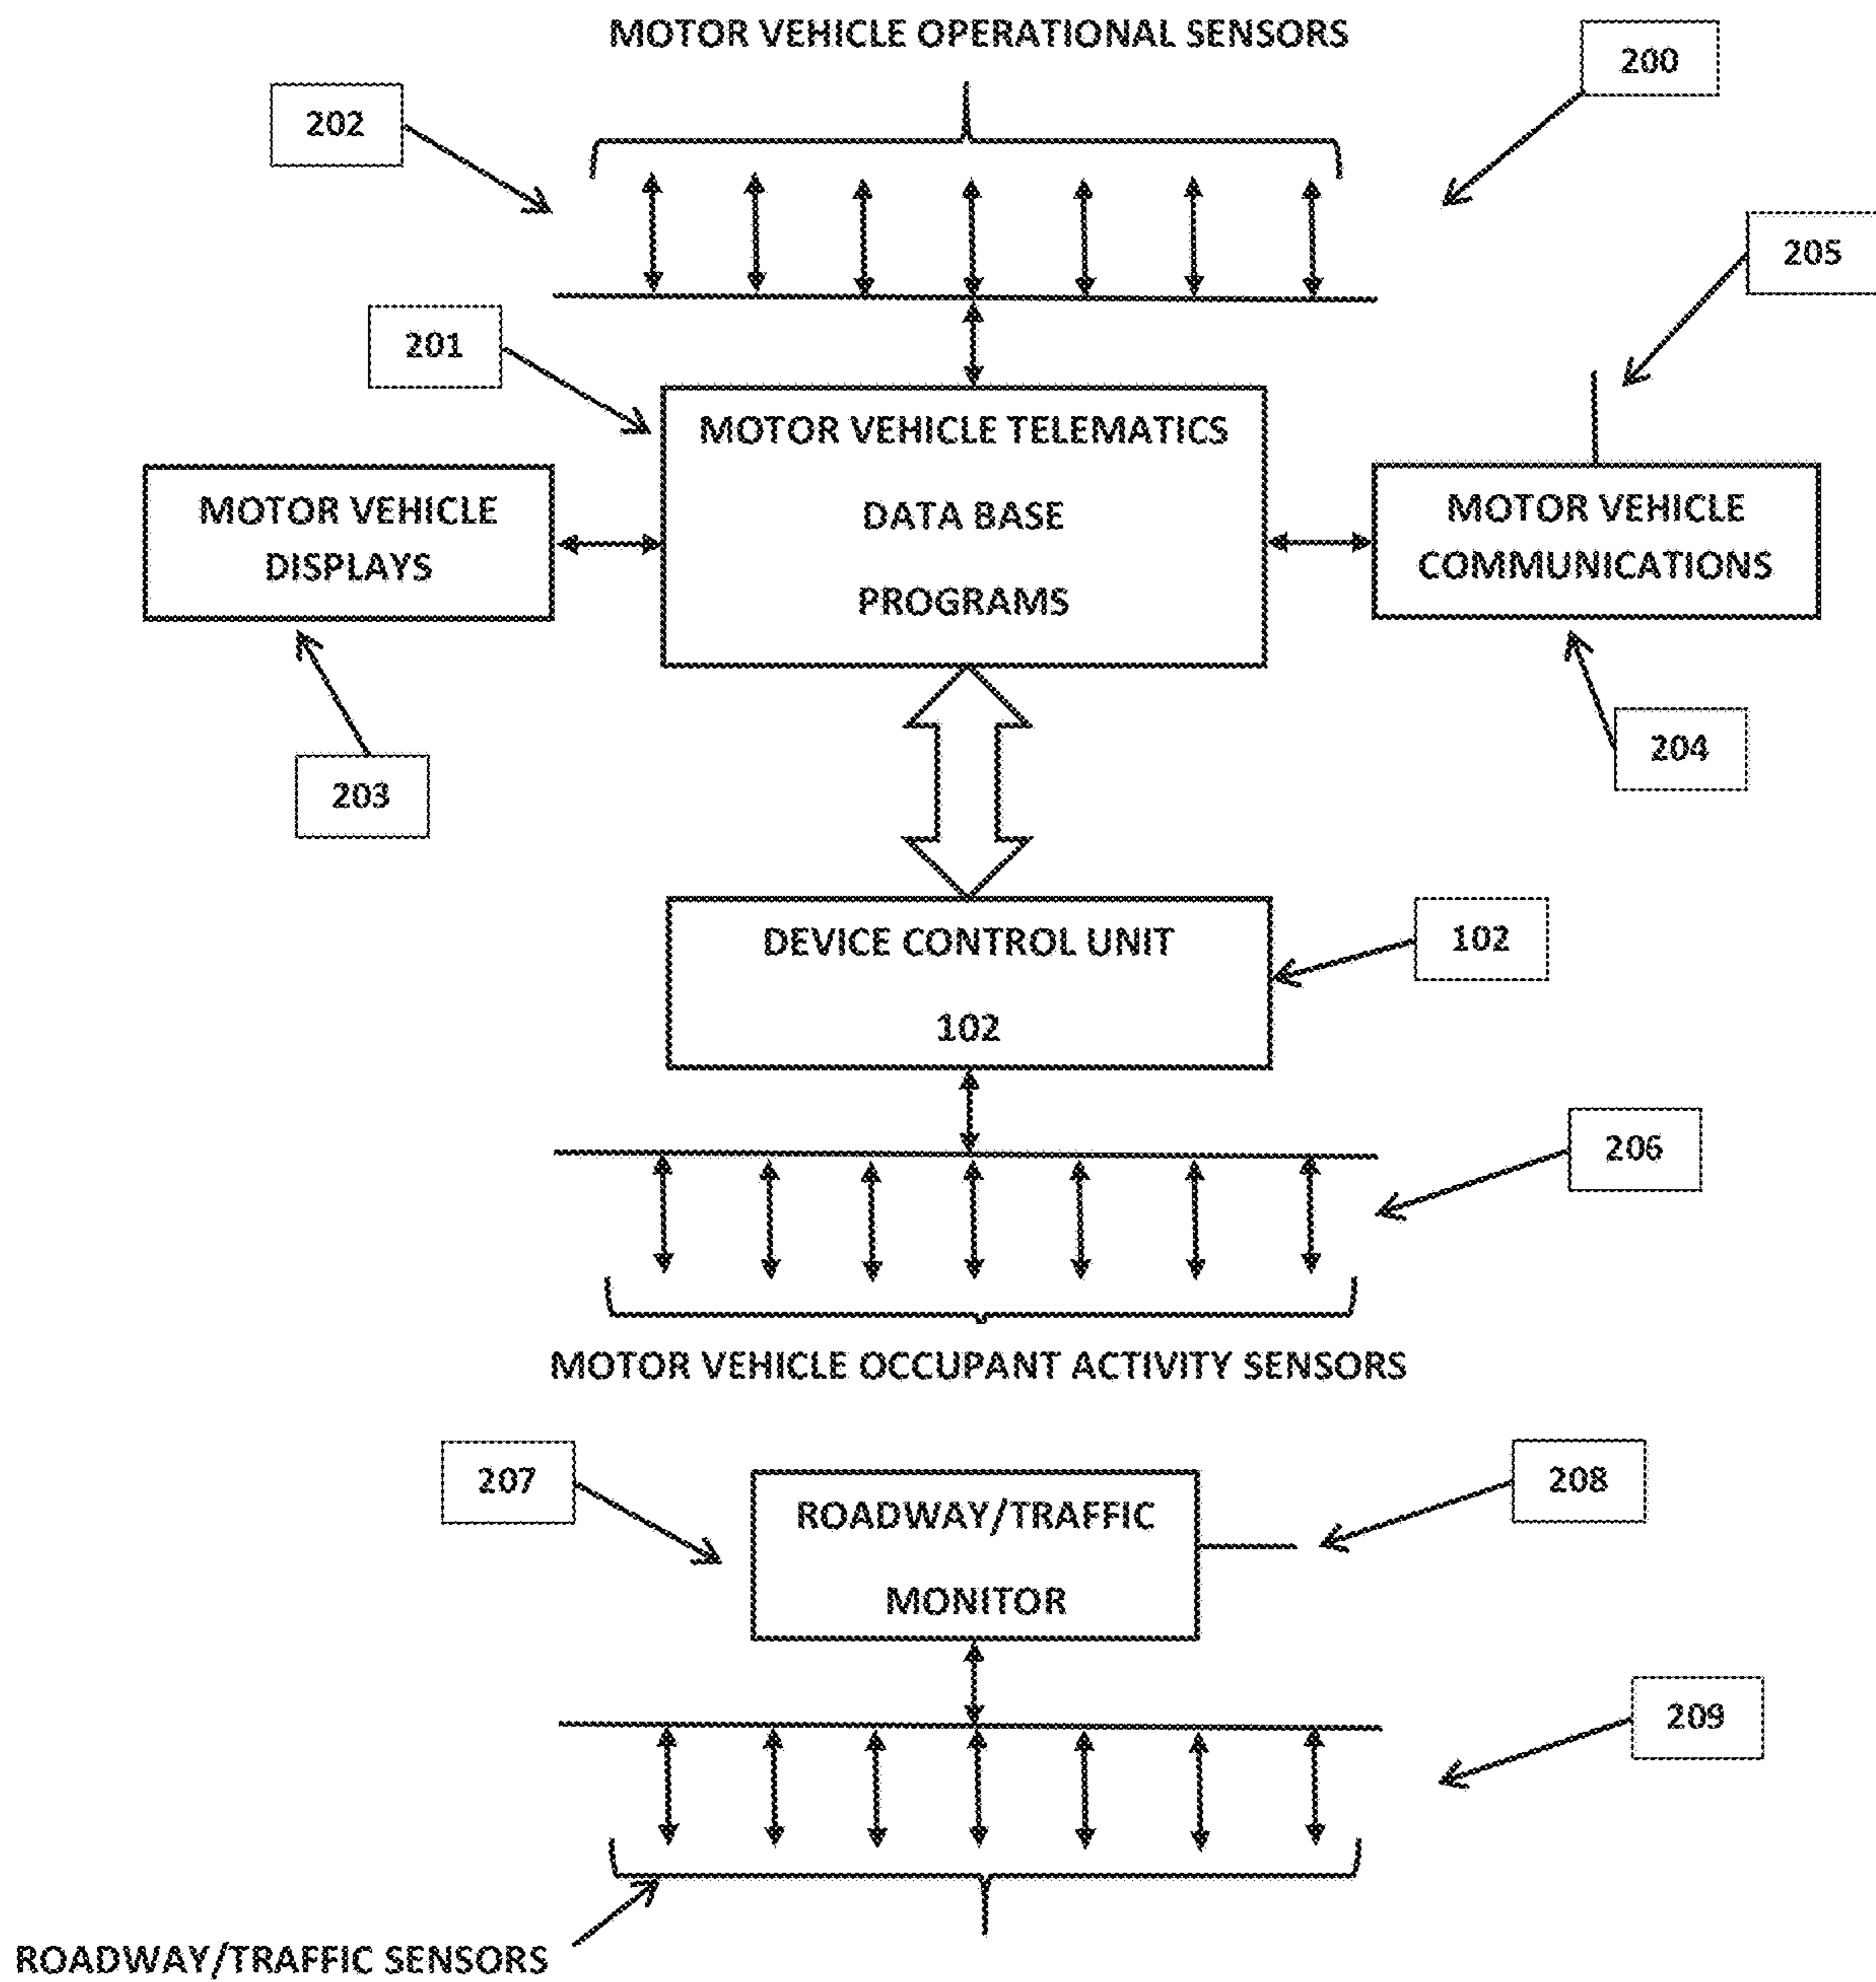 MOTOR VEHICLE OPERATIONAL SENSORS
200
202
205
201
MOTOR VEHICLE TELEMATICS
DATA BASE
PROGRAMS
MOTOR VEHICLE
DISPLAYS
MOTOR VEHICLE
COMMUNICATIONS
203
204
DEVICE CONTROL UNIT
102
102
206
MOTOR VEHICLE OCCUPANT ACTIVITY SENSORS
207
ROADWAY/TRAFFIC
MONITOR
208
209
ROADWAY/TRAFFIC SENSORS